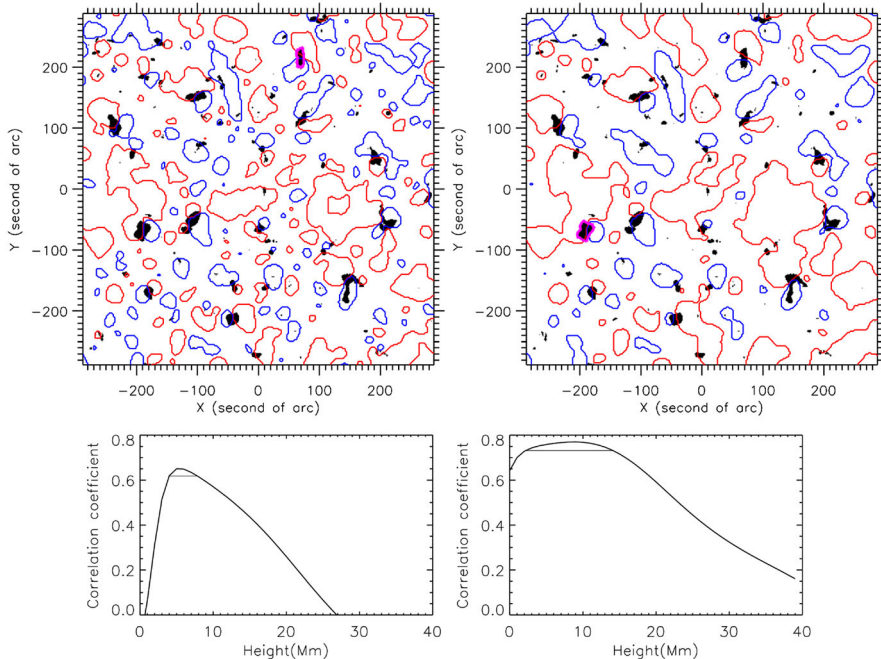 200
100
0
−100
−200
Y (second of arc)
−200 −100 0 100 200
X (second of arc)
200
100
0
−100
−200
Y (second of arc)
−200 −100 0 100 200
X (second of arc)
0.8
0.6
0.4
0.2
0.0
Correlation coefficient
0 10 20 30 40
Height(Mm)
0.8
0.6
0.4
0.2
0.0
Correlation coefficient
0 10 20 30 40
Height(Mm)